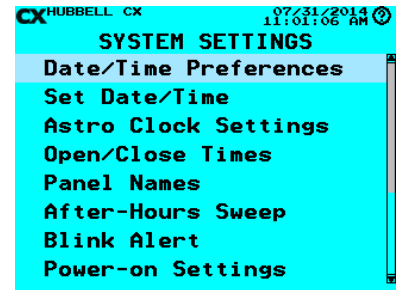 CX HUBBELL CX 07/31/2014
11:01:06 AM ?
SYSTEM SETTINGS
Date/Time Preferences
Set Date/Time
Astro Clock Settings
Open/Close Times
Panel Names
After-Hours Sweep
Blink Alert
Power-on Settings